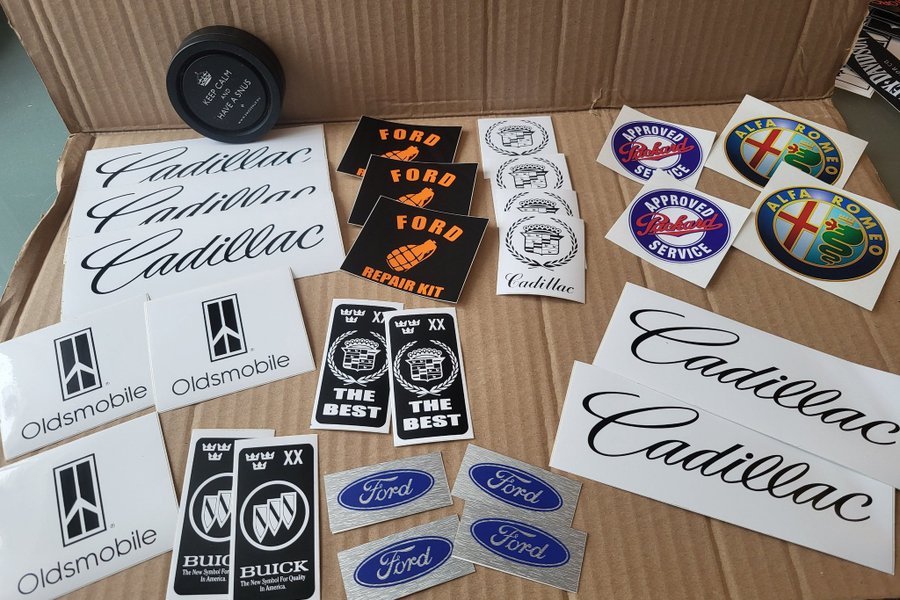 KEEP CALM
AND
HAVE A SNUS
Cadillac
Cadillac
Cadillac
FORD
FORD
FORD
REPAIR KIT
Cadillac
APPROVED
Packard
SERVICE
APPROVED
Packard
SERVICE
ALFA ROMEO
ALFA ROMEO
EY-DAVIDSON
Oldsmobile
Oldsmobile
Oldsmobile
XX
THE
BEST
XX
THE
BEST
Cadillac
Cadillac
BUICK
The New Symbol For
In America.
XX
BUICK
The New Symbol For Quality
In America.
Ford
Ford
Ford
Ford